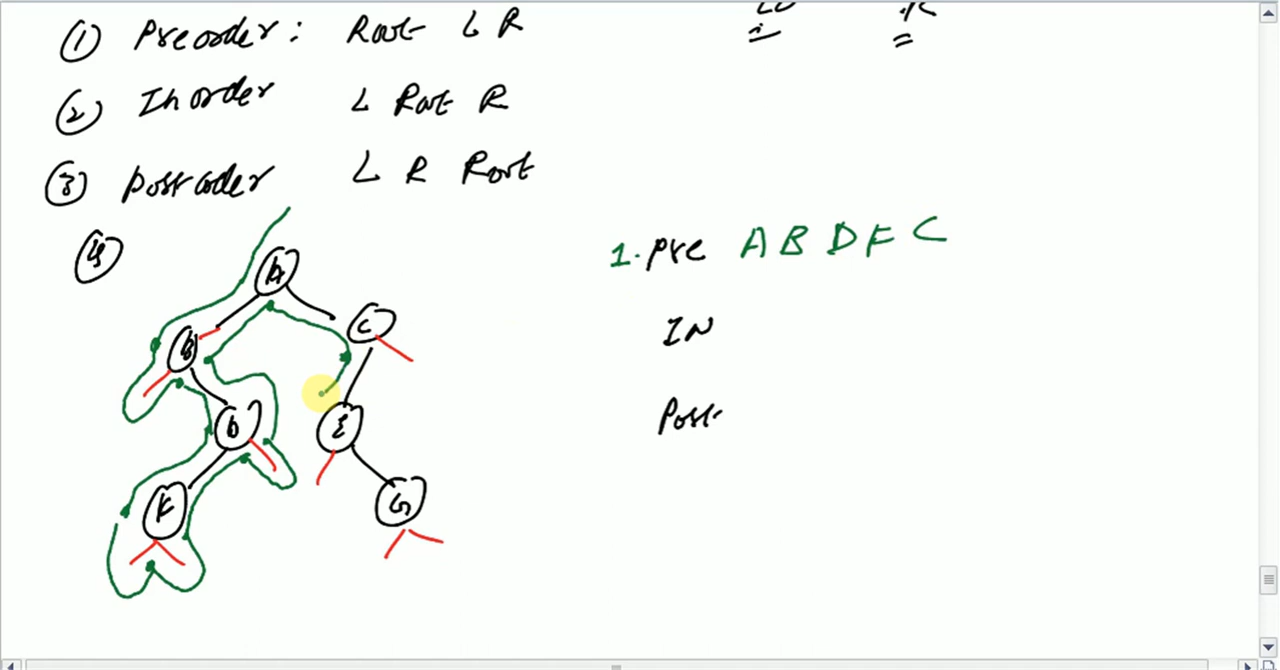 ① Preorder: Root L R
② Inorder L Root R
③ Postorder L R Root
④
A
B C
D E
F G
1. Pre A B D F C
IN
Post